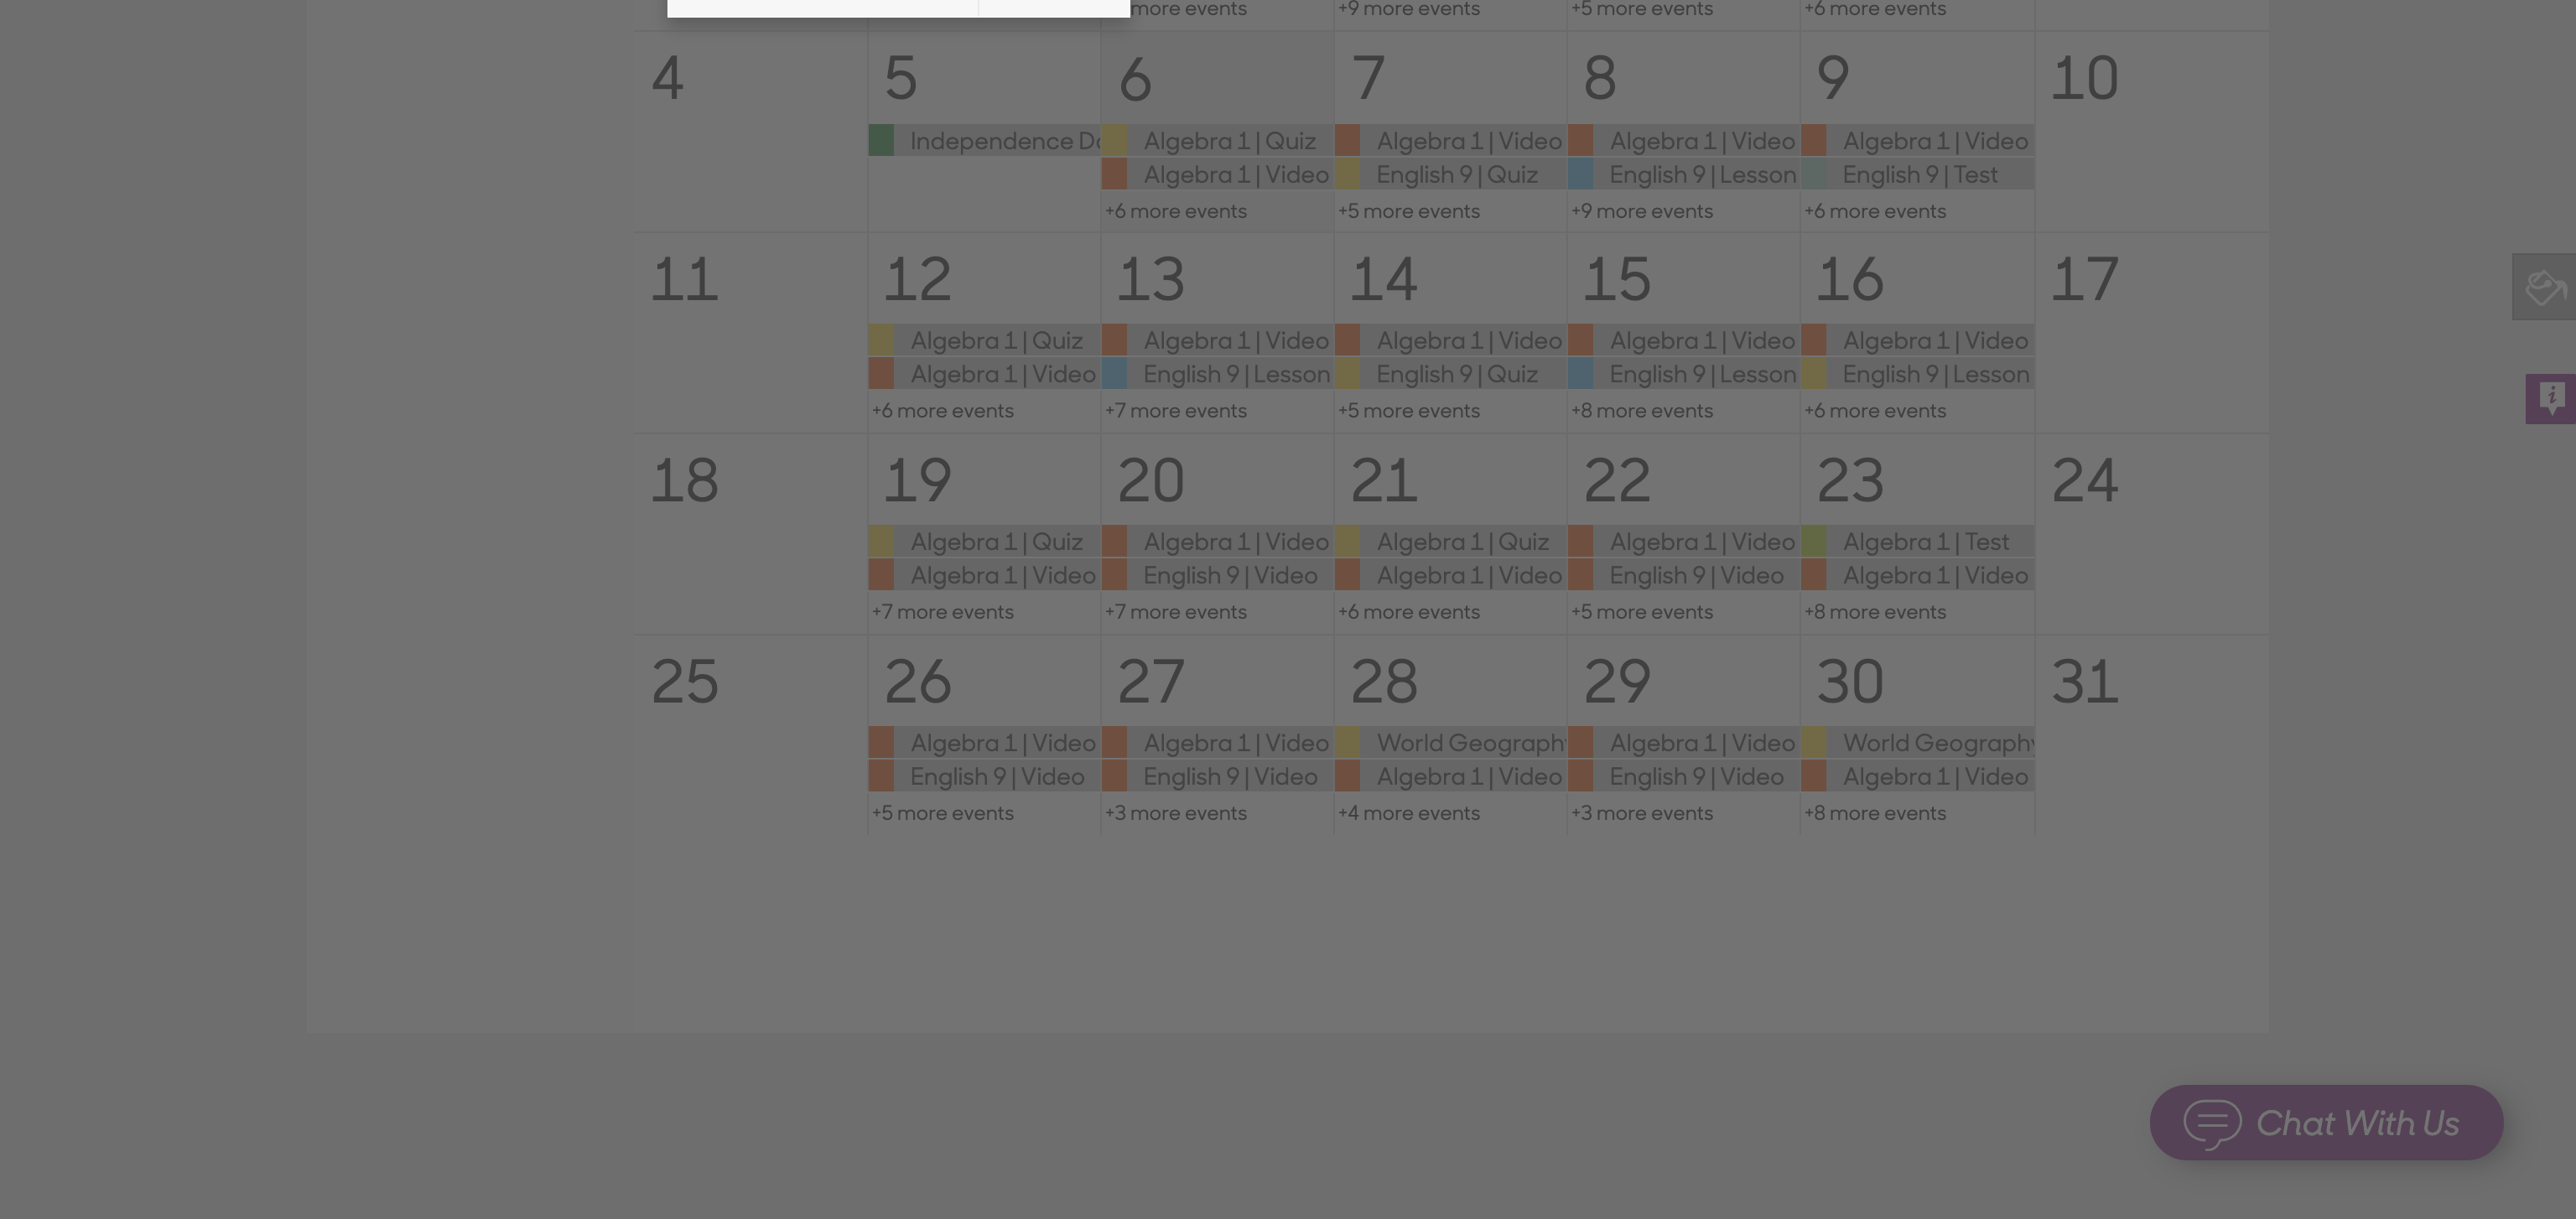 more events +9 more events +5 more events +6 more events
4 5 6 7 8 9 10
Independence Da Algebra 1 | Quiz Algebra 1 | Video Algebra 1 | Video Algebra 1 | Video
Algebra 1 | Video English 9 | Quiz English 9 | Lesson English 9 | Test
+6 more events +5 more events +9 more events +6 more events
11 12 13 14 15 16 17
Algebra 1 | Quiz Algebra 1 | Video Algebra 1 | Video Algebra 1 | Video Algebra 1 | Video
Algebra 1 | Video English 9 | Lesson English 9 | Quiz English 9 | Lesson English 9 | Lesson
+6 more events +7 more events +5 more events +8 more events +6 more events
18 19 20 21 22 23 24
Algebra 1 | Quiz Algebra 1 | Video Algebra 1 | Quiz Algebra 1 | Video Algebra 1 | Test
Algebra 1 | Video English 9 | Video Algebra 1 | Video English 9 | Video Algebra 1 | Video
+7 more events +7 more events +6 more events +5 more events +8 more events
25 26 27 28 29 30 31
Algebra 1 | Video Algebra 1 | Video World Geography Algebra 1 | Video World Geography
English 9 | Video English 9 | Video Algebra 1 | Video English 9 | Video Algebra 1 | Video
+5 more events +3 more events +4 more events +3 more events +8 more events
Chat With Us